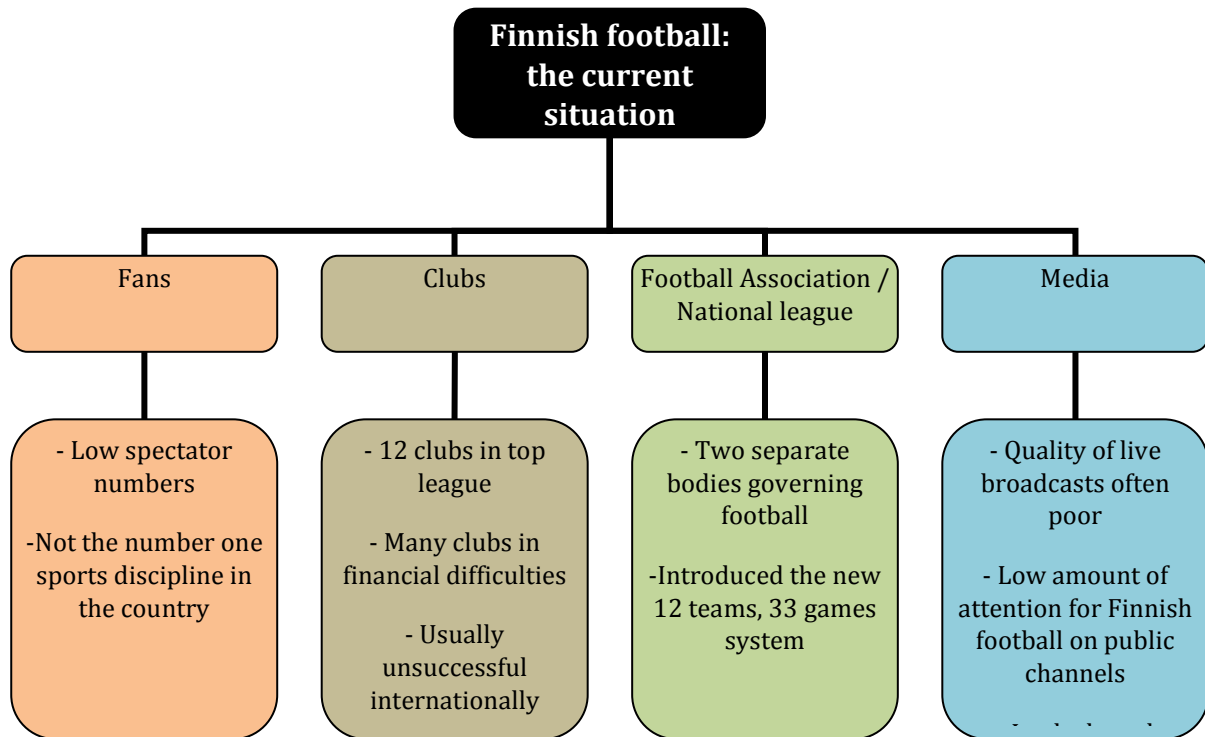 Finnish football:
the current
situation
Fans
Clubs
Football Association /
National league
Media
- Low spectator
numbers
-Not the number one
sports discipline in
the country
- 12 clubs in top
league
- Many clubs in
financial difficulties
- Usually
unsuccessful
internationally
- Two separate
bodies governing
football
-Introduced the new
12 teams, 33 games
system
- Quality of live
broadcasts often
poor
- Low amount of
attention for Finnish
football on public
channels